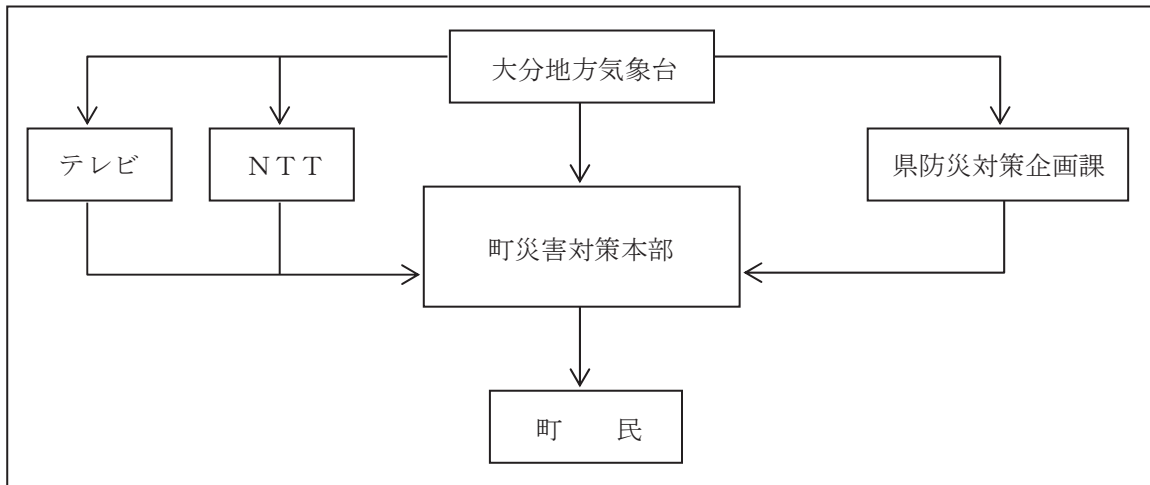 大分地方気象台
テレビ
ＮＴＴ
県防災対策企画課
町災害対策本部
町　　民